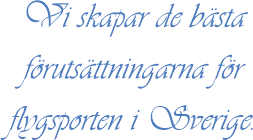 Vi skapar de bästa
förutsättningarna för
flygsporten i Sverige.